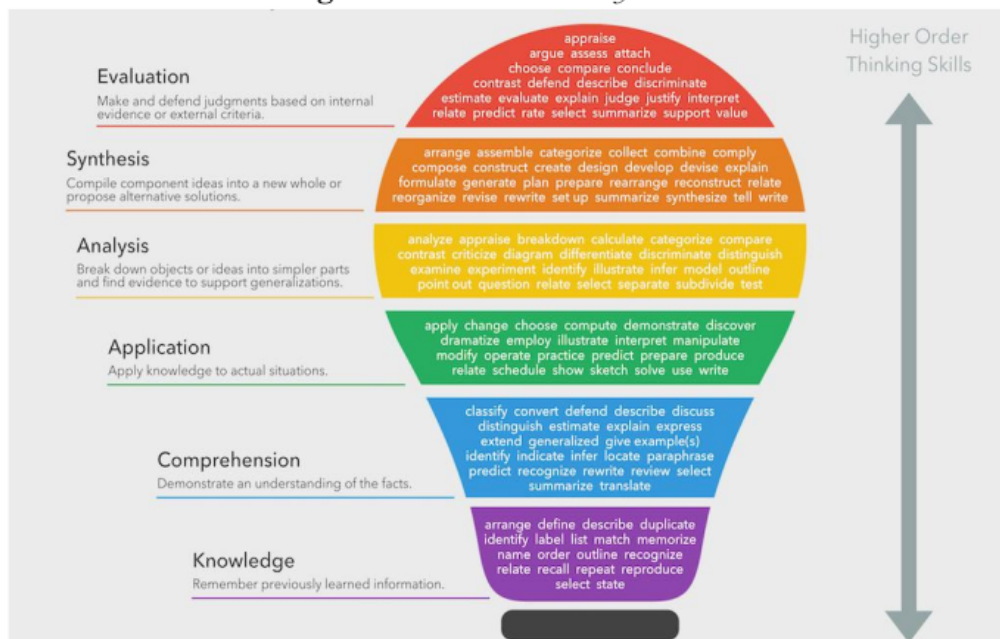 Higher Order
Thinking Skills
Evaluation
Make and defend judgments based on internal
evidence or external criteria.
appraise
argue assess attach
choose compare conclude
contrast defend describe discriminate
estimate evaluate explain judge justify interpret
relate predict rate select summarize support value
Synthesis
Compile component ideas into a new whole or
propose alternative solutions.
arrange assemble categorize collect combine comply
compose construct create design develop devise explain
formulate generate plan prepare rearrange reconstruct relate
reorganize revise rewrite set up summarize synthesize tell write
Analysis
Break down objects or ideas into simpler parts
and find evidence to support generalizations.
analyze appraise breakdown calculate categorize compare
contrast criticize diagram differentiate discriminate distinguish
examine experiment identify illustrate infer model outline
point out question relate select separate subdivide test
Application
Apply knowledge to actual situations.
apply change choose compute demonstrate discover
dramatize employ illustrate interpret manipulate
modify operate practice predict prepare produce
relate schedule show sketch solve use write
Comprehension
Demonstrate an understanding of the facts.
classify convert defend describe discuss
distinguish estimate explain express
extend generalized give example(s)
identify indicate infer locate paraphrase
predict recognize rewrite review select
summarize translate
Knowledge
Remember previously learned information.
arrange define describe duplicate
identify label list match memorize
name order outline recognize
relate recall repeat reproduce
select state